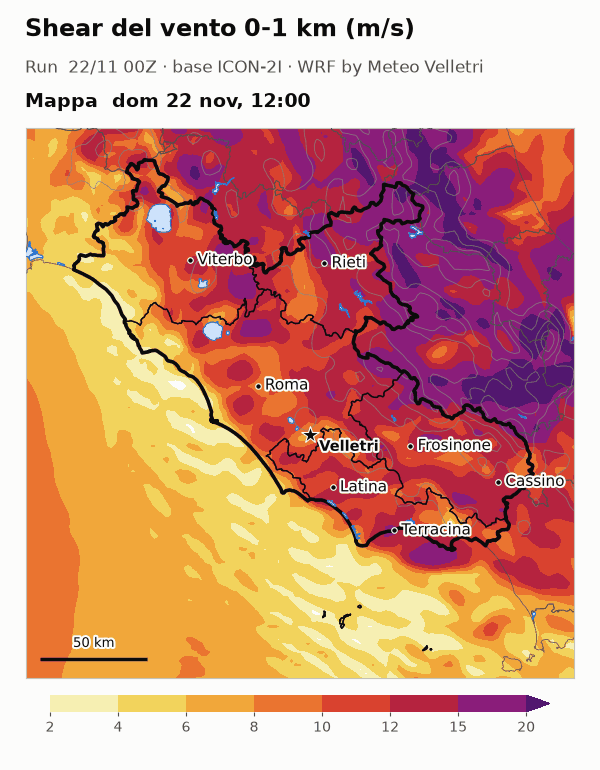 Shear del vento 0-1 km (m/s)
Run  22/11 00Z · base ICON-2I · WRF by Meteo Velletri
Mappa  dom 22 nov, 12:00
Viterbo
Rieti
Roma
Velletri
Frosinone
Cassino
Latina
Terracina
50 km
2 4 6 8 10 12 15 20